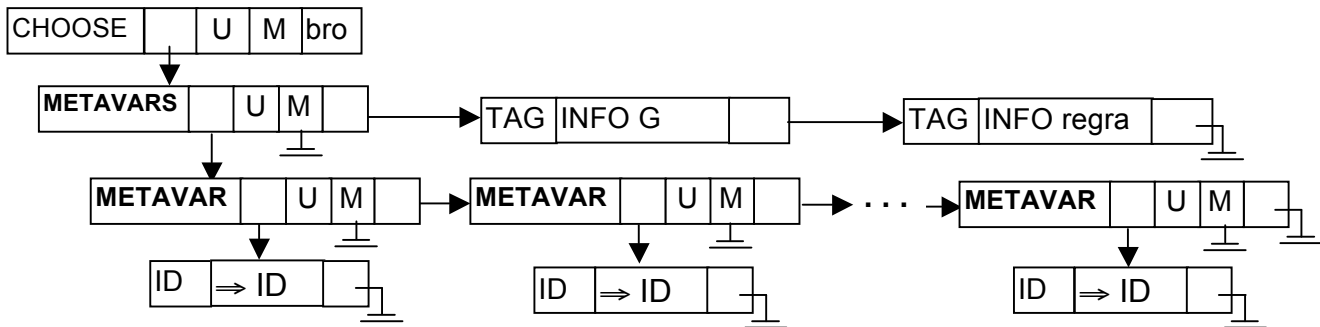 CHOOSE U M bro
METAVARS U M TAG INFO G TAG INFO regra
METAVAR U M METAVAR U M . . . METAVAR U M
ID ⇒ ID ID ⇒ ID ID ⇒ ID